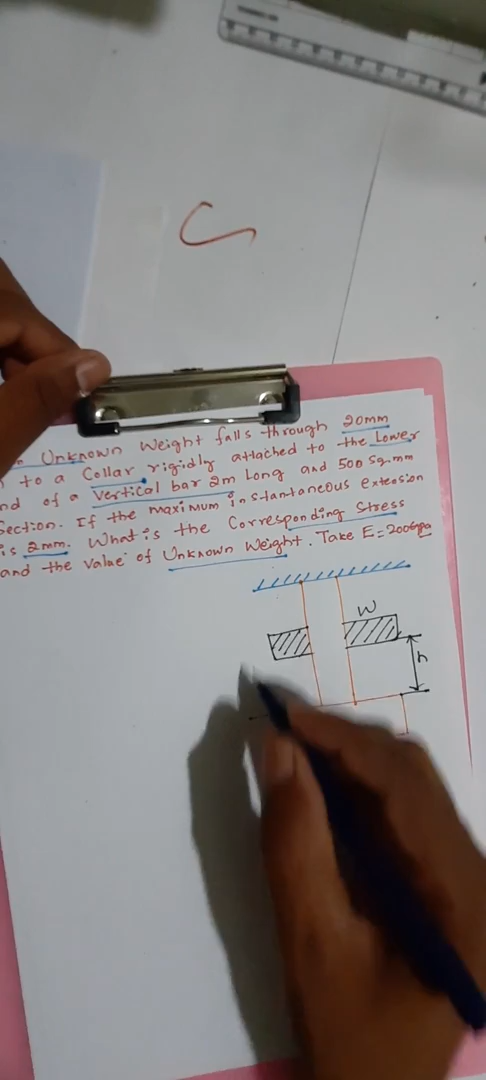 Unknown Weight falls through 20mm
to a Collar rigidly attached to the Lower
nd of a Vertical bar 2m Long and 500 Sq.mm
Section. If the maximum instantaneous extension
is 2mm. What is the Corresponding Stress
and the value of Unknown Weight. Take E=200Gpa
W
h